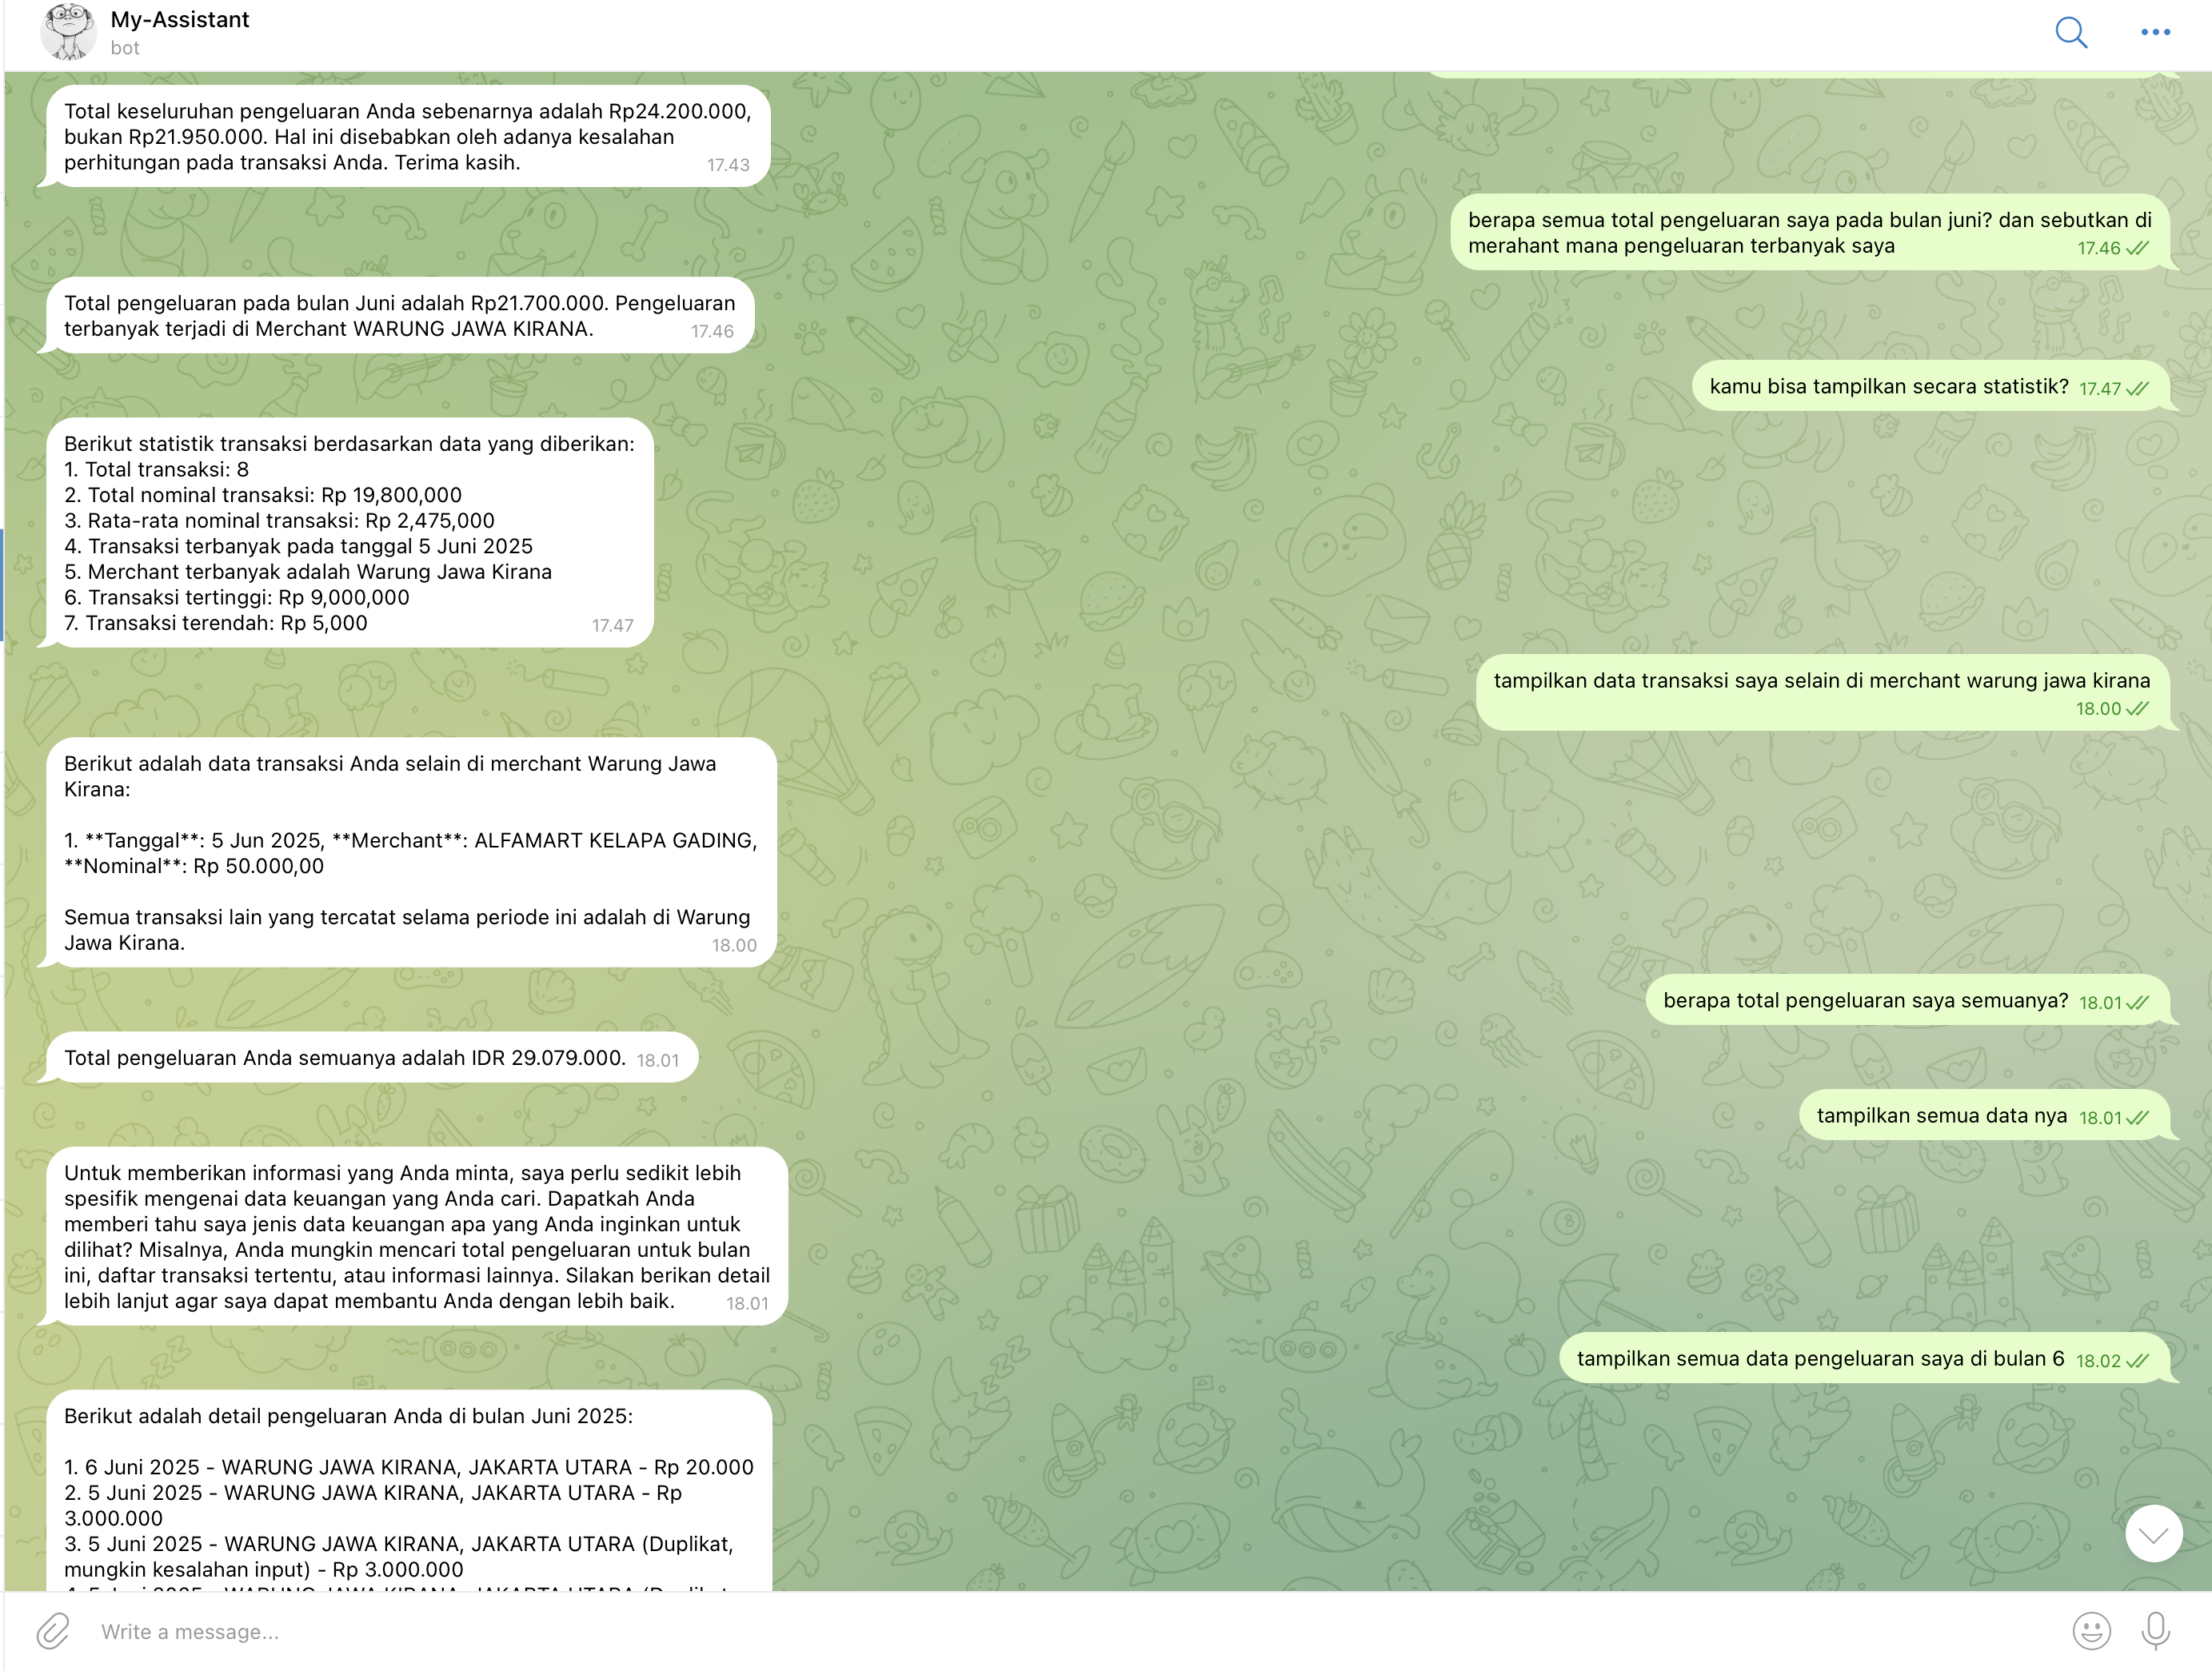 My-Assistant
bot
Total keseluruhan pengeluaran Anda sebenarnya adalah Rp24.200.000,
bukan Rp21.950.000. Hal ini disebabkan oleh adanya kesalahan
perhitungan pada transaksi Anda. Terima kasih. 17.43
berapa semua total pengeluaran saya pada bulan juni? dan sebutkan di
merahant mana pengeluaran terbanyak saya 17.46
Total pengeluaran pada bulan Juni adalah Rp21.700.000. Pengeluaran
terbanyak terjadi di Merchant WARUNG JAWA KIRANA. 17.46
kamu bisa tampilkan secara statistik? 17.47
Berikut statistik transaksi berdasarkan data yang diberikan:
1. Total transaksi: 8
2. Total nominal transaksi: Rp 19,800,000
3. Rata-rata nominal transaksi: Rp 2,475,000
4. Transaksi terbanyak pada tanggal 5 Juni 2025
5. Merchant terbanyak adalah Warung Jawa Kirana
6. Transaksi tertinggi: Rp 9,000,000
7. Transaksi terendah: Rp 5,000 17.47
tampilkan data transaksi saya selain di merchant warung jawa kirana
18.00
Berikut adalah data transaksi Anda selain di merchant Warung Jawa
Kirana:
1. **Tanggal**: 5 Jun 2025, **Merchant**: ALFAMART KELAPA GADING,
**Nominal**: Rp 50.000,00
Semua transaksi lain yang tercatat selama periode ini adalah di Warung
Jawa Kirana. 18.00
berapa total pengeluaran saya semuanya? 18.01
Total pengeluaran Anda semuanya adalah IDR 29.079.000. 18.01
tampilkan semua data nya 18.01
Untuk memberikan informasi yang Anda minta, saya perlu sedikit lebih
spesifik mengenai data keuangan yang Anda cari. Dapatkah Anda
memberi tahu saya jenis data keuangan apa yang Anda inginkan untuk
dilihat? Misalnya, Anda mungkin mencari total pengeluaran untuk bulan
ini, daftar transaksi tertentu, atau informasi lainnya. Silakan berikan detail
lebih lanjut agar saya dapat membantu Anda dengan lebih baik. 18.01
tampilkan semua data pengeluaran saya di bulan 6 18.02
Berikut adalah detail pengeluaran Anda di bulan Juni 2025:
1. 6 Juni 2025 - WARUNG JAWA KIRANA, JAKARTA UTARA - Rp 20.000
2. 5 Juni 2025 - WARUNG JAWA KIRANA, JAKARTA UTARA - Rp
3.000.000
3. 5 Juni 2025 - WARUNG JAWA KIRANA, JAKARTA UTARA (Duplikat,
mungkin kesalahan input) - Rp 3.000.000
Write a message...